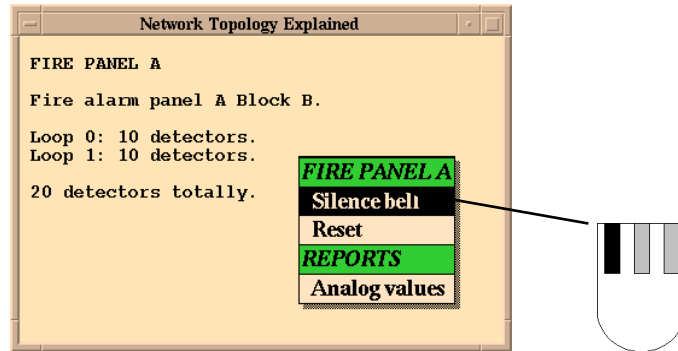 Network Topology Explained
FIRE PANEL A
Fire alarm panel A Block B.
Loop 0: 10 detectors.
Loop 1: 10 detectors.
20 detectors totally.
FIRE PANEL A
Silence bell
Reset
REPORTS
Analog values